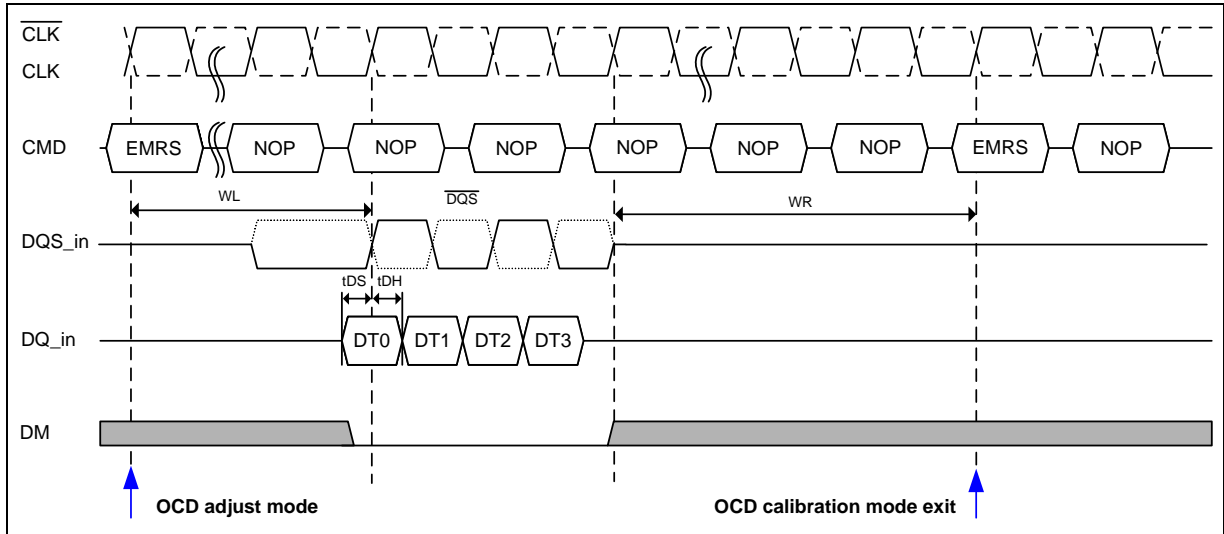 CLK
CLK
CMD EMRS NOP NOP NOP NOP NOP NOP EMRS NOP
WL DQS WR
DQS_in
tDS tDH
DQ_in DT0 DT1 DT2 DT3
DM
OCD adjust mode OCD calibration mode exit